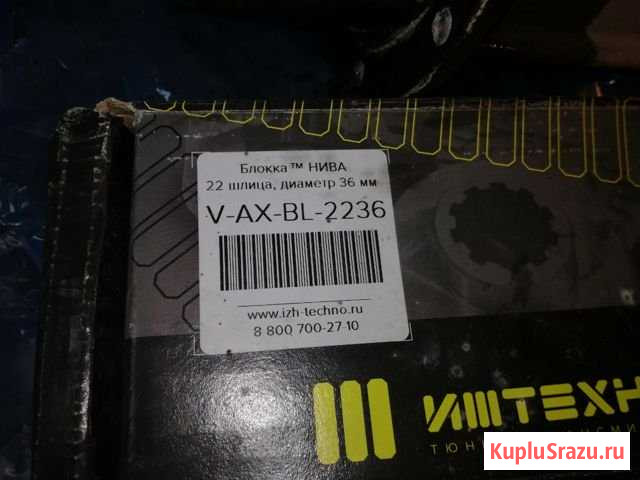 Блокка™ НИВА
22 шлица, диаметр 36 мм
V-AX-BL-2236
www.izh-techno.ru
8 800 700-27-10
ИЖТЕХН
KupluSrazu.ru